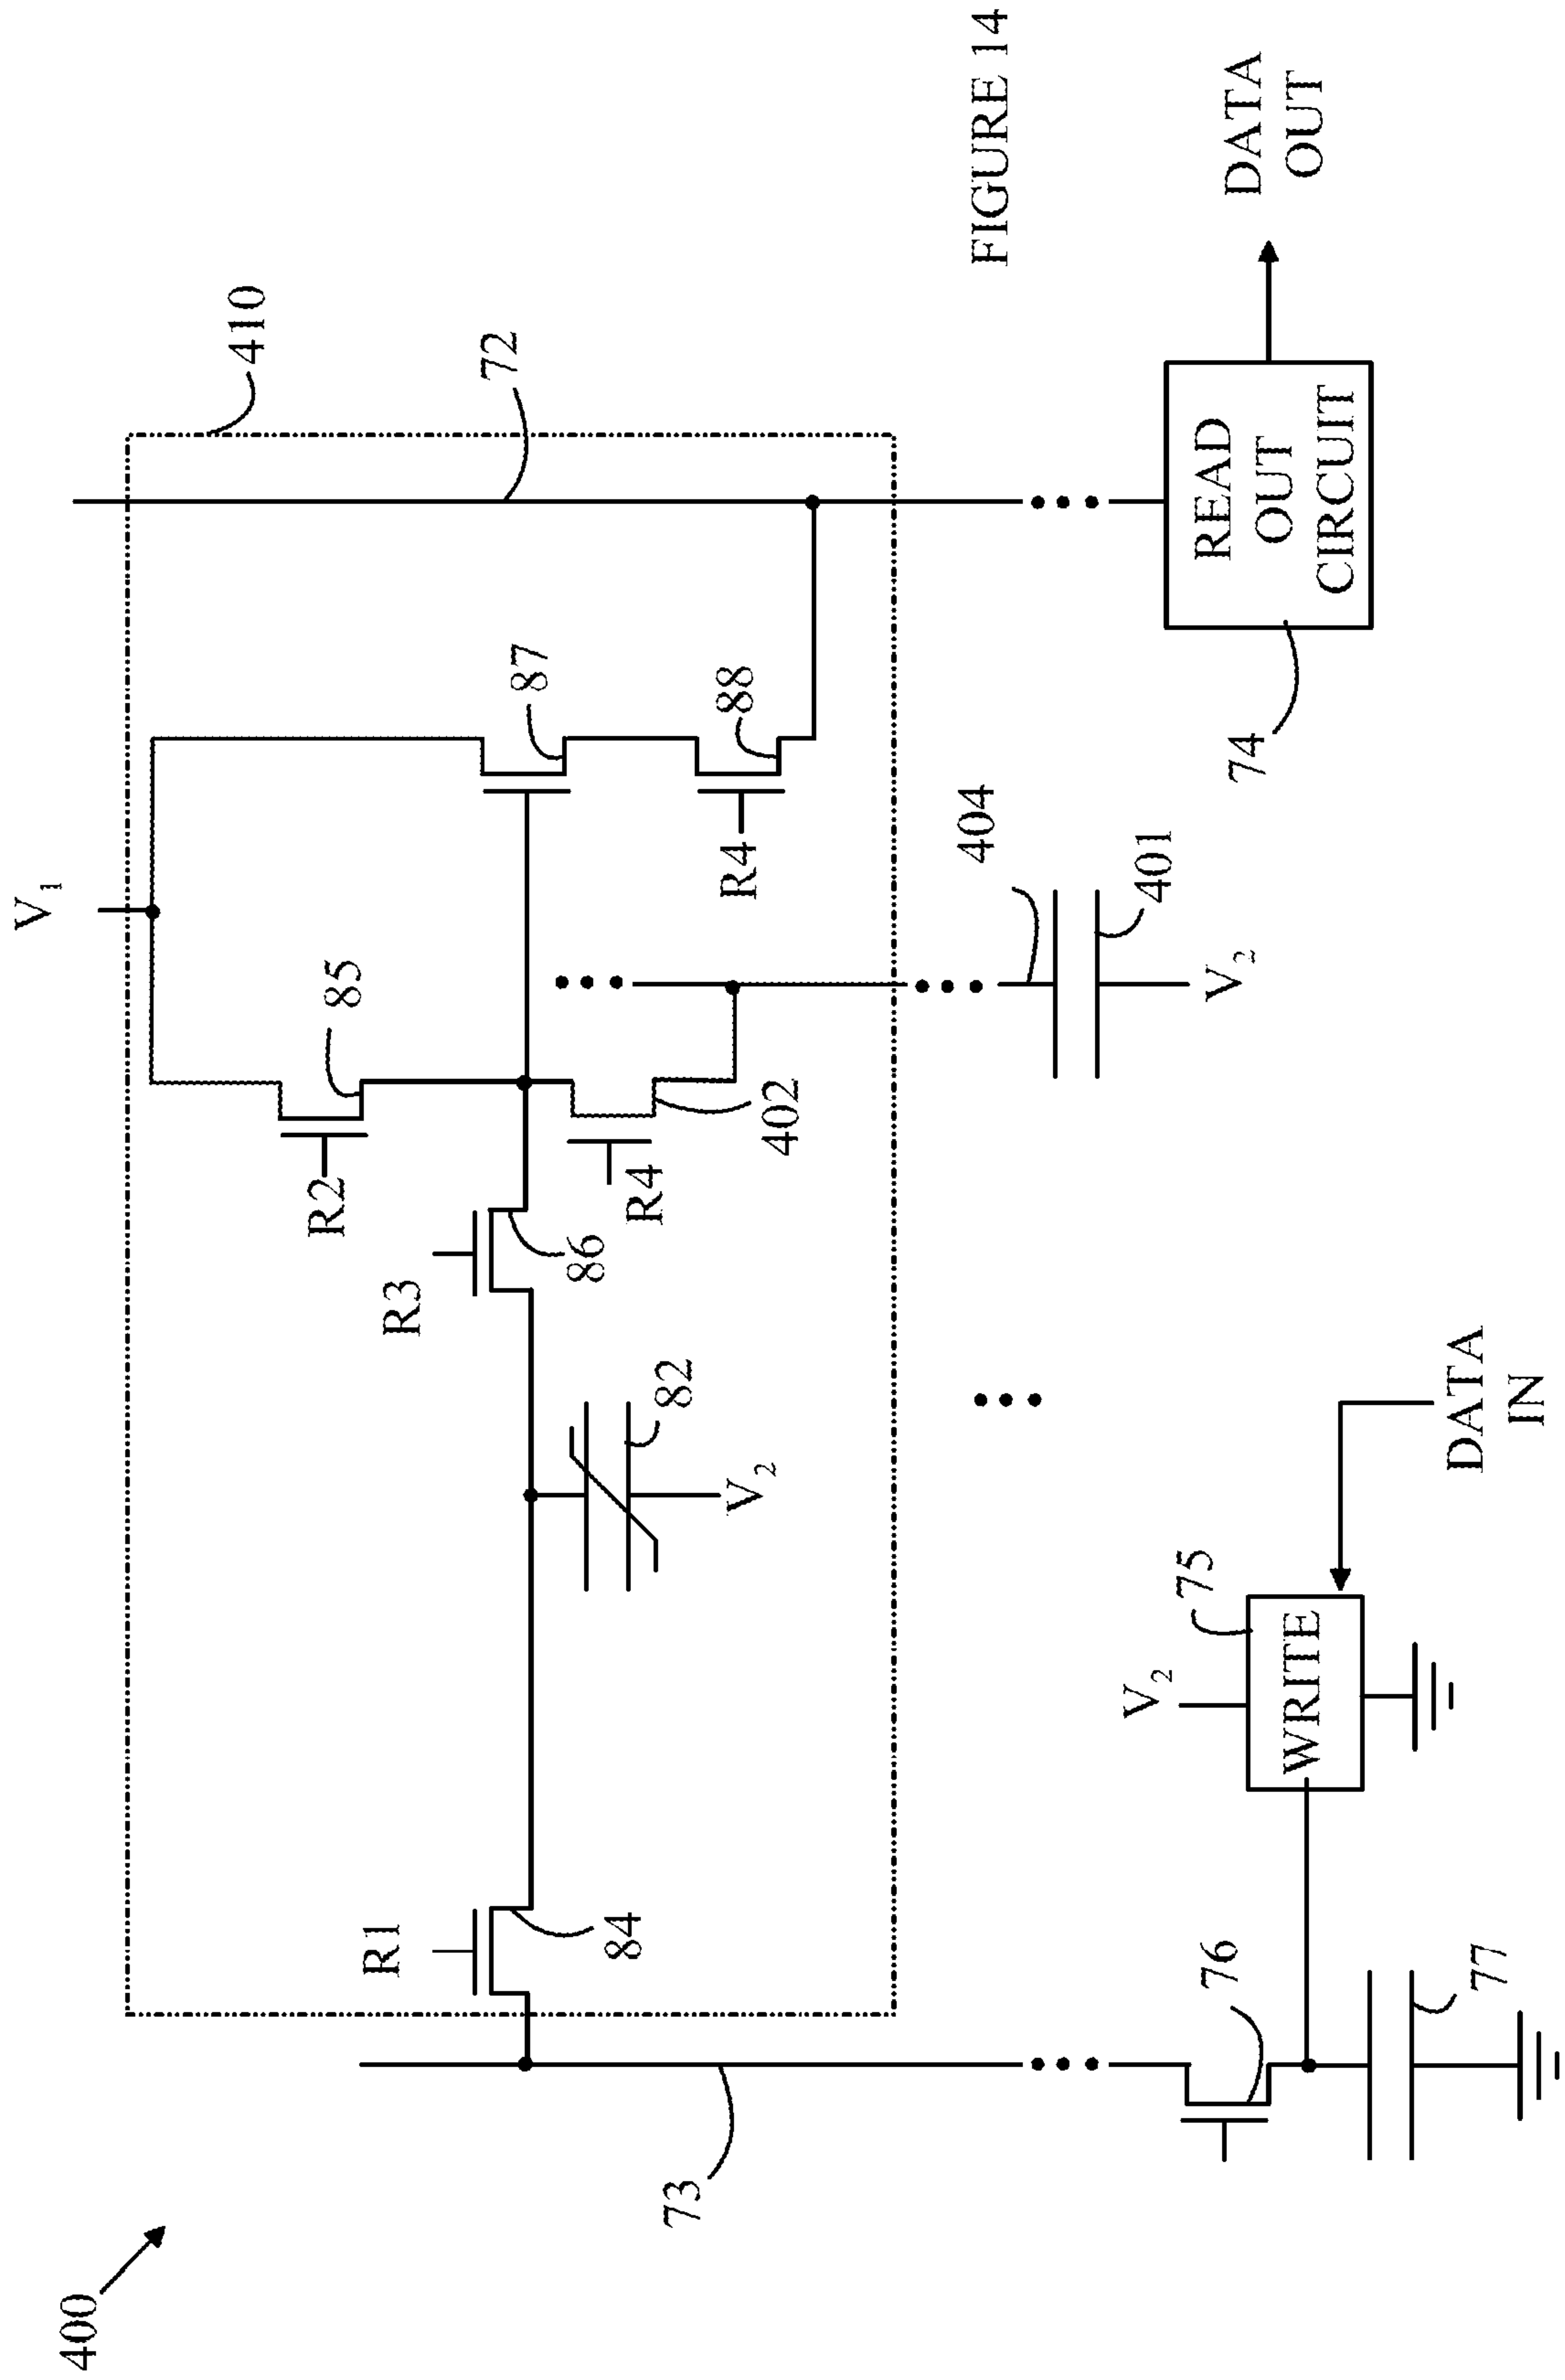 V₁
400
410
R2
85
R1
R3
72
87
86
84
R4
82
73
R4
88
V₂
402
404
FIGURE 14
V₂
401
75
76
V₂
74
READ
OUT
CIRCUIT
DATA
OUT
WRITE
77
DATA
IN